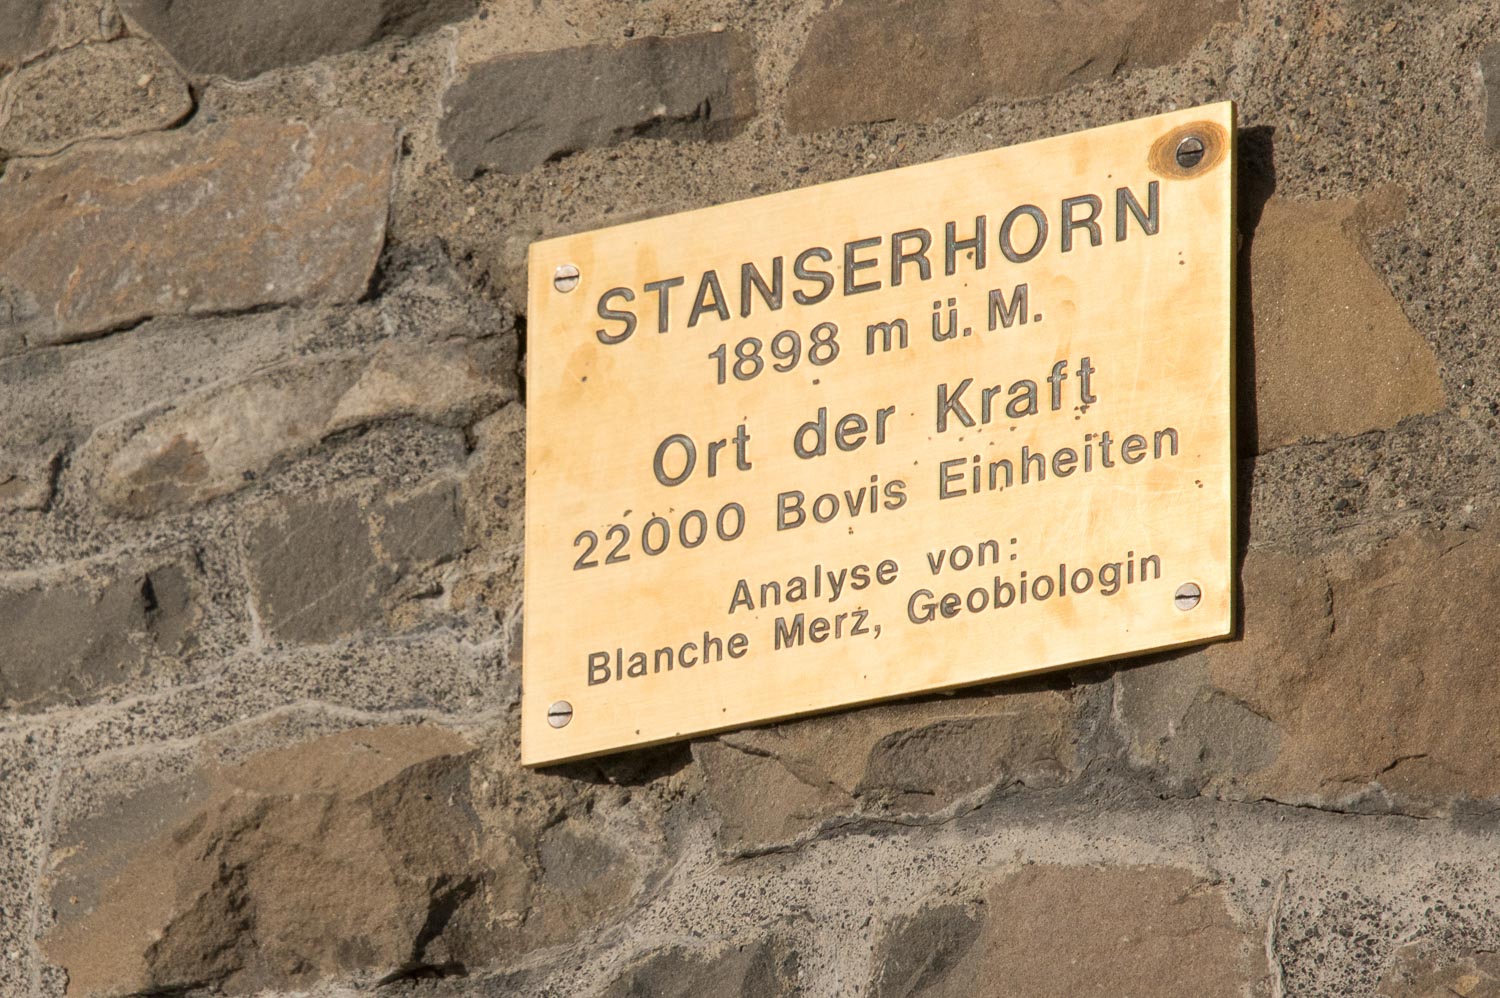 STANSERHORN
1898 m ü. M.
Ort der Kraft
22000 Bovis Einheiten
Analyse von:
Blanche Merz, Geobiologin